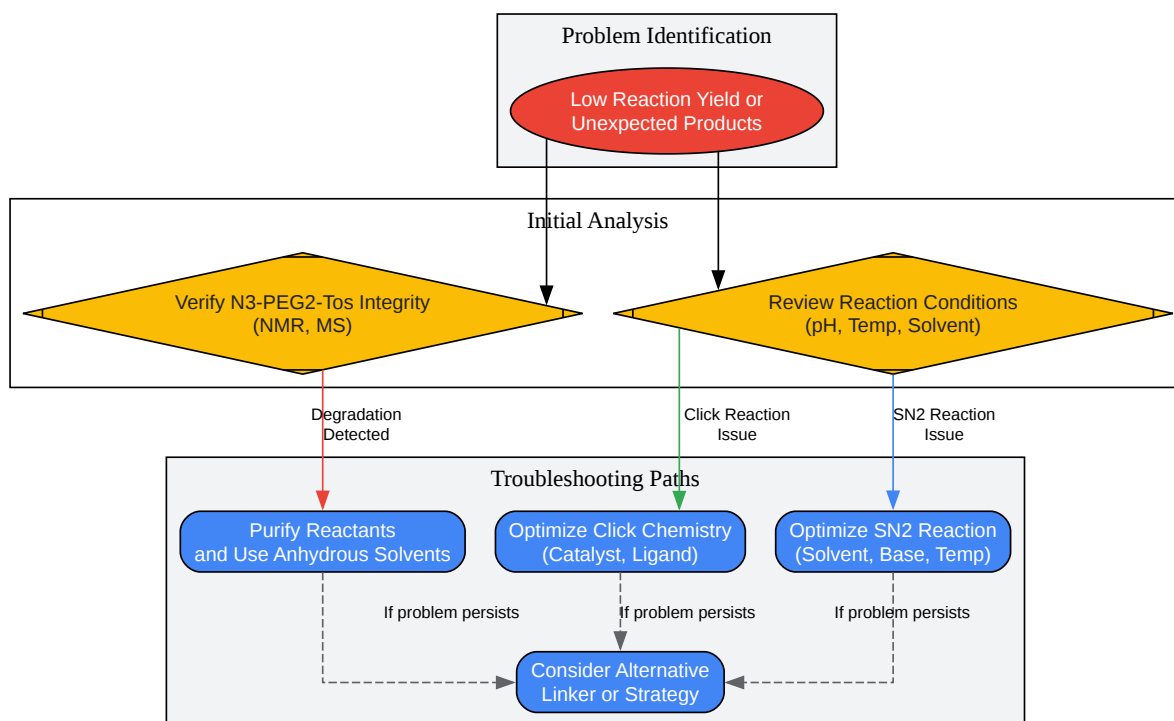 Problem Identification
Low Reaction Yield or
Unexpected Products
Initial Analysis
Verify N3-PEG2-Tos Integrity
(NMR, MS)
Review Reaction Conditions
(pH, Temp, Solvent)
Degradation
Detected
Click Reaction
Issue
SN2 Reaction
Issue
Troubleshooting Paths
Purify Reactants
and Use Anhydrous Solvents
Optimize Click Chemistry
(Catalyst, Ligand)
Optimize SN2 Reaction
(Solvent, Base, Temp)
If problem persists
If problem persists
If problem persists
Consider Alternative
Linker or Strategy